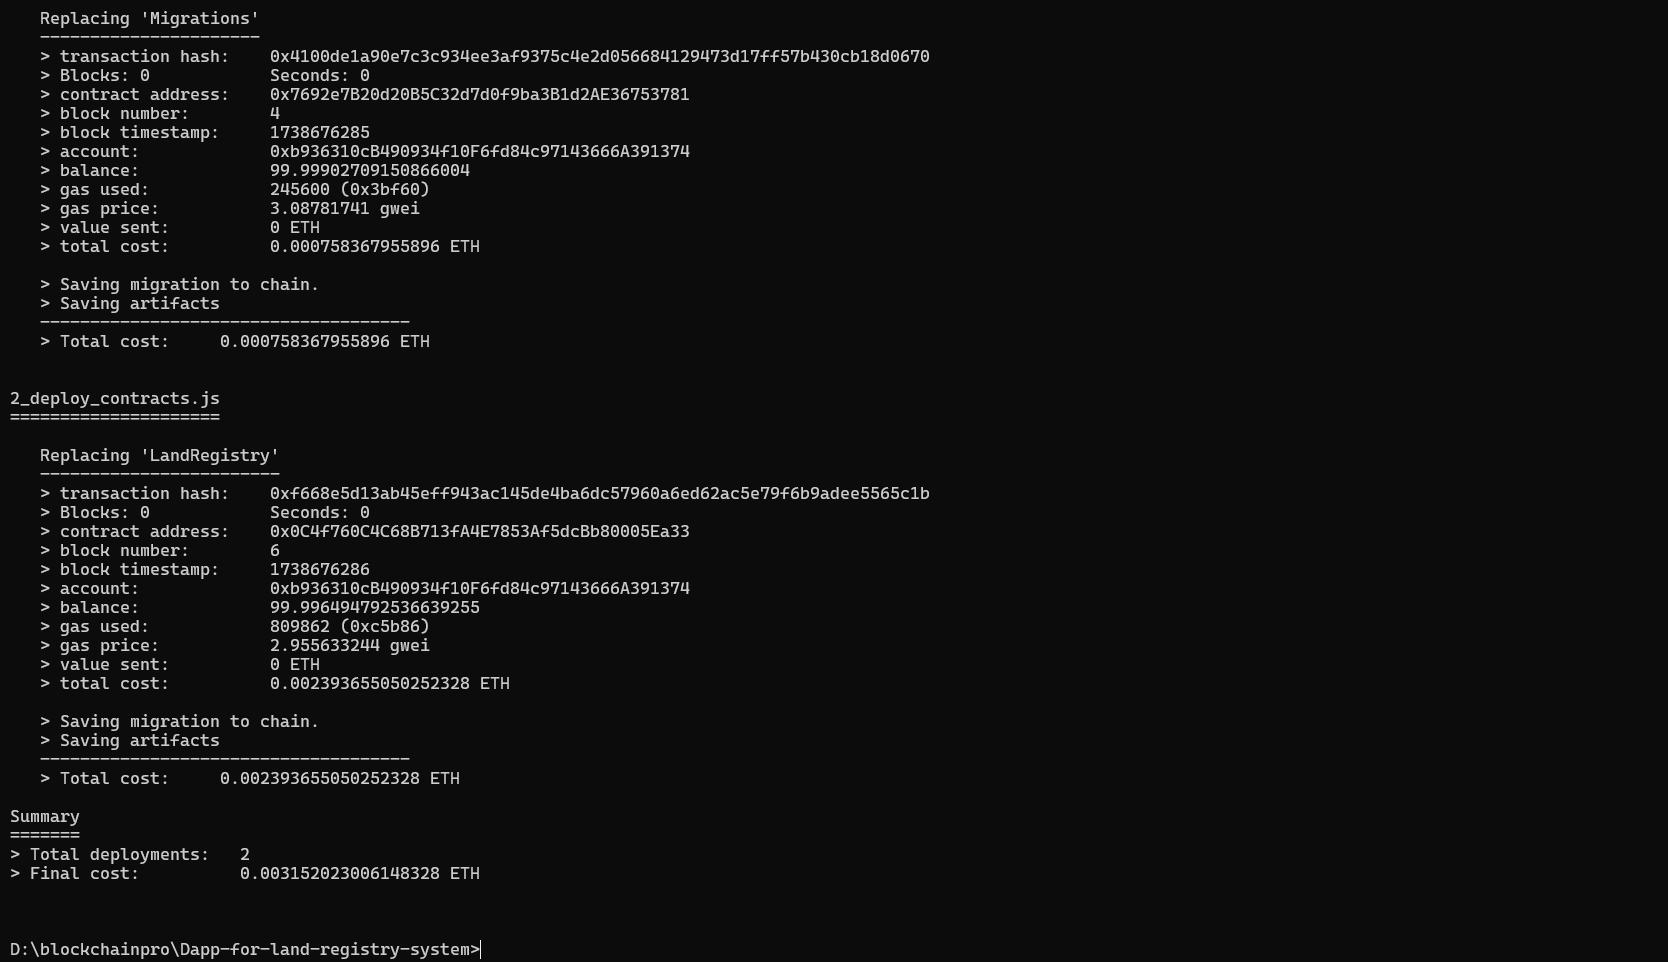 Replacing 'Migrations'
----------------------
> transaction hash:    0x4100de1a90e7c3c934ee3af9375c4e2d056684129473d17ff57b430cb18d0670
> Blocks: 0            Seconds: 0
> contract address:    0x7692e7B20d20B5C32d7d0f9ba3B1d2AE36753781
> block number:        4
> block timestamp:     1738676285
> account:             0xb936310cB490934f10F6fd84c97143666A391374
> balance:             99.99902709150866004
> gas used:            245600 (0x3bf60)
> gas price:           3.08781741 gwei
> value sent:          0 ETH
> total cost:          0.000758367955896 ETH
> Saving migration to chain.
> Saving artifacts
-------------------------------------
> Total cost:     0.000758367955896 ETH
2_deploy_contracts.js
=====================
Replacing 'LandRegistry'
------------------------
> transaction hash:    0xf668e5d13ab45eff943ac145de4ba6dc57960a6ed62ac5e79f6b9adee5565c1b
> Blocks: 0            Seconds: 0
> contract address:    0x0C4f760C4C68B713fA4E7853Af5dcBb80005Ea33
> block number:        6
> block timestamp:     1738676286
> account:             0xb936310cB490934f10F6fd84c97143666A391374
> balance:             99.996494792536639255
> gas used:            809862 (0xc5b86)
> gas price:           2.955633244 gwei
> value sent:          0 ETH
> total cost:          0.002393655050252328 ETH
> Saving migration to chain.
> Saving artifacts
-------------------------------------
> Total cost:     0.002393655050252328 ETH
Summary
=======
> Total deployments:   2
> Final cost:          0.003152023006148328 ETH
D:\blockchainpro\Dapp-for-land-registry-system>